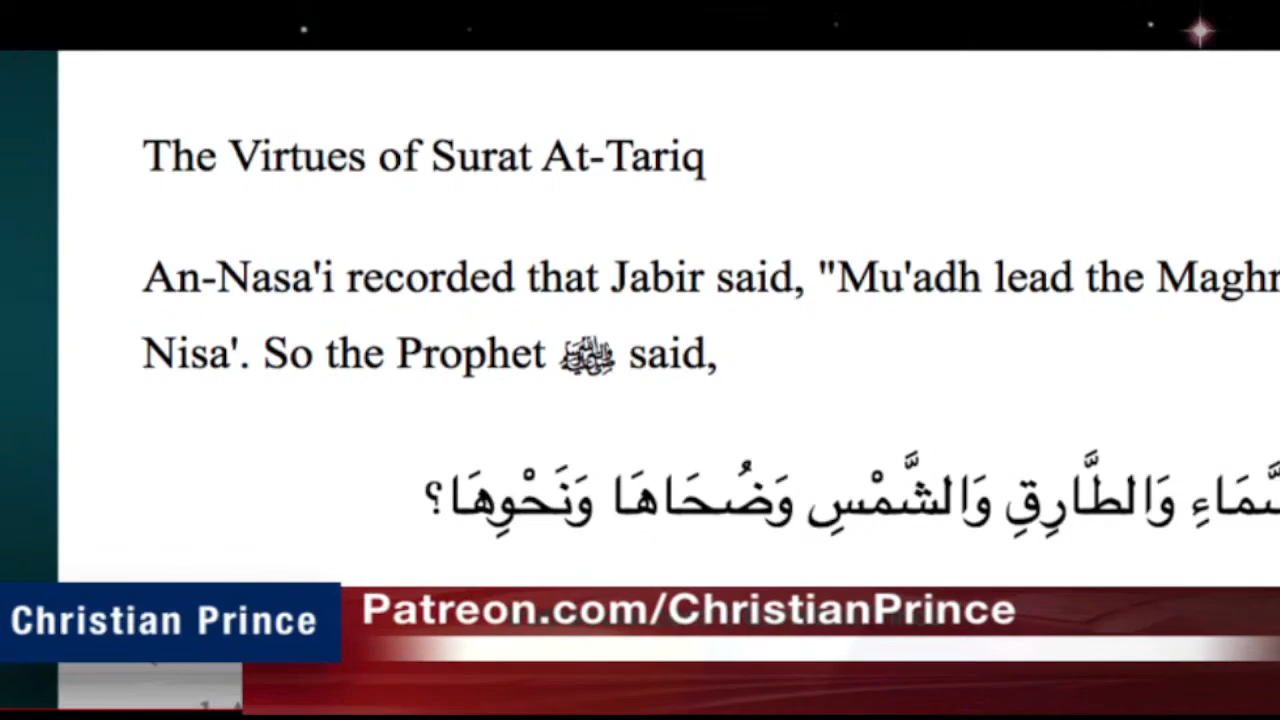 The Virtues of Surat At-Tariq
An-Nasa'i recorded that Jabir said, "Mu'adh lead the Maghr
Nisa'. So the Prophet ﷺ said,
وَالطَّارِقِ وَالشَّمْسِ وَضُحَاهَا وَنَحْوِهَا؟
Christian Prince
Patreon.com/ChristianPrince